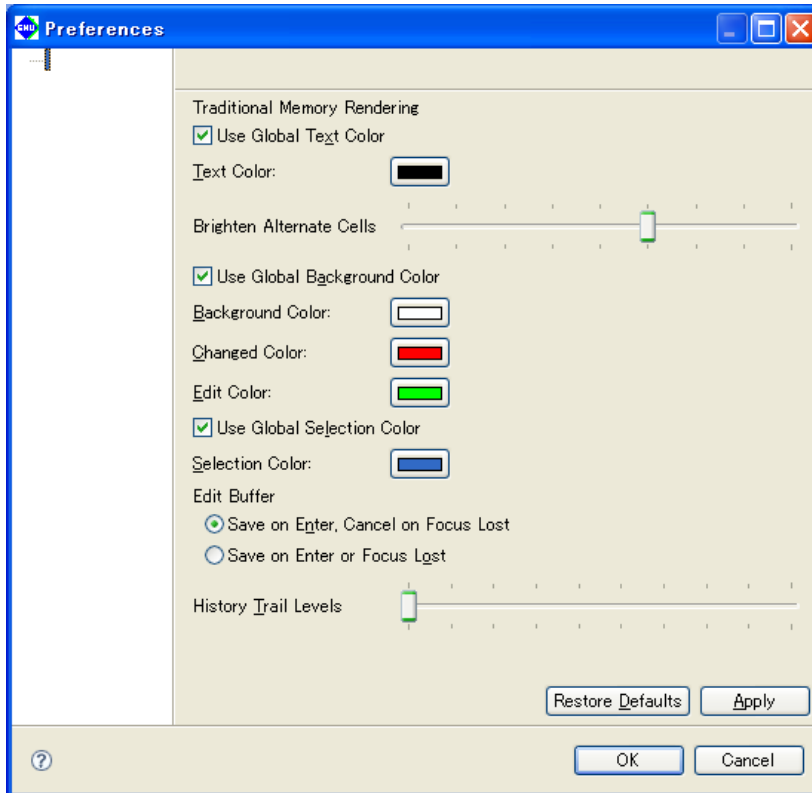 GNU Preferences
Traditional Memory Rendering
Use Global Text Color
Text Color:
Brighten Alternate Cells
Use Global Background Color
Background Color:
Changed Color:
Edit Color:
Use Global Selection Color
Selection Color:
Edit Buffer
Save on Enter, Cancel on Focus Lost
Save on Enter or Focus Lost
History Trail Levels
Restore Defaults Apply
? OK Cancel